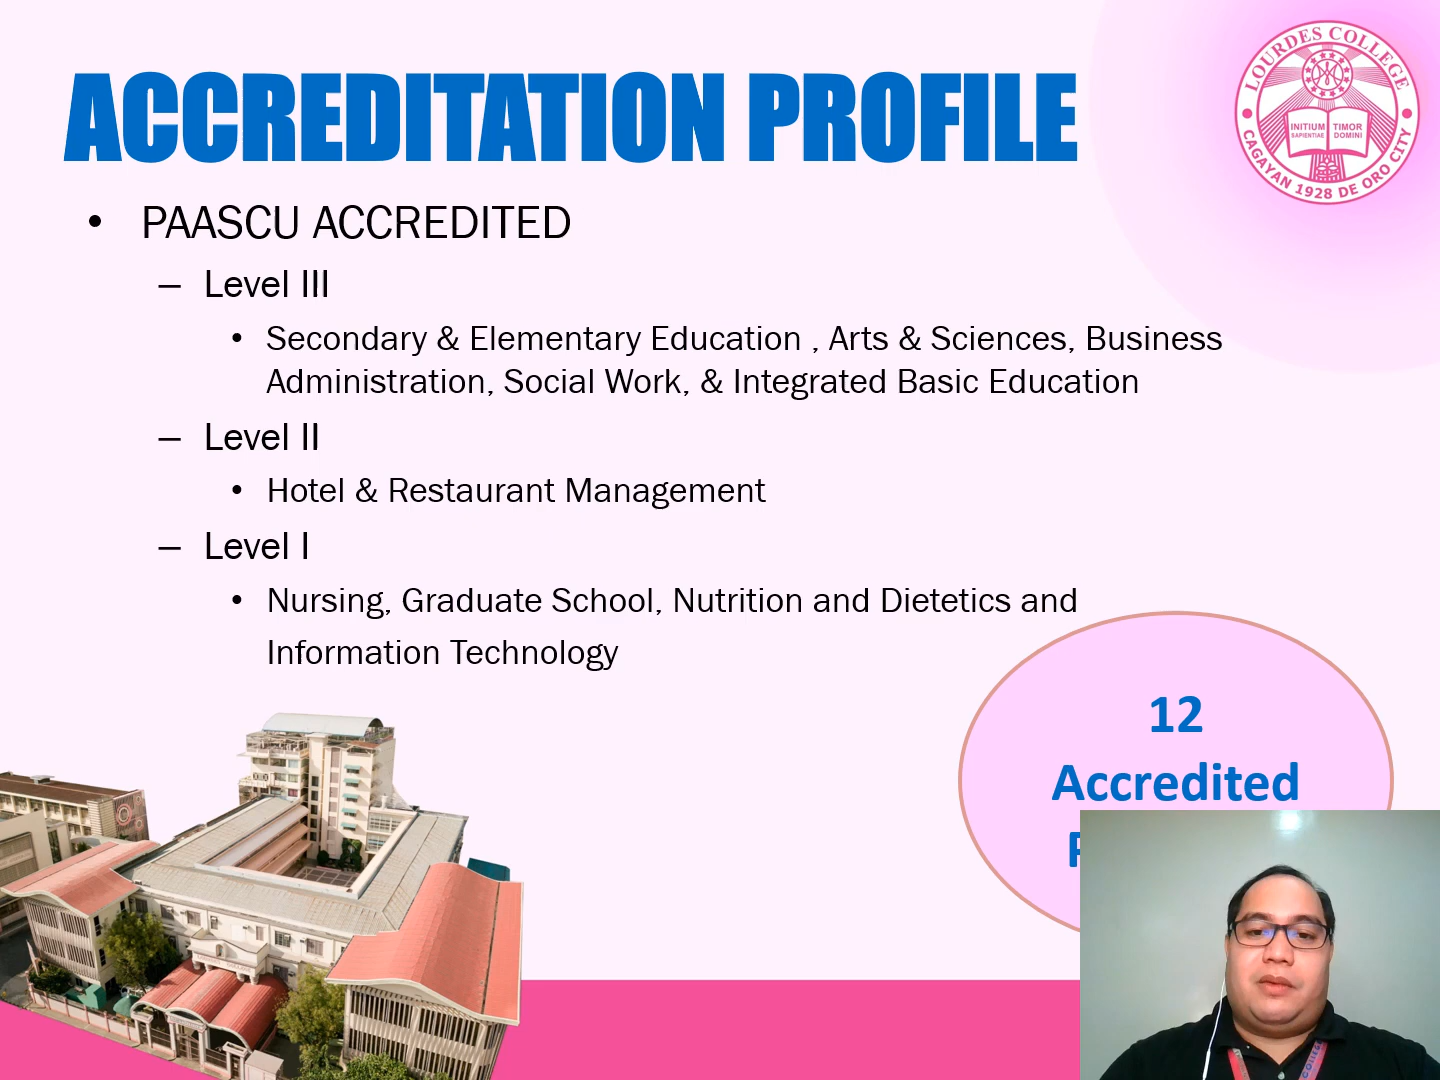 ACCREDITATION PROFILE
LOURDES COLLEGE
INITIUM TIMOR
SAPIENTIAE DOMINI
CAGAYAN 1928 DE ORO CITY
• PAASCU ACCREDITED
– Level III
• Secondary & Elementary Education , Arts & Sciences, Business
Administration, Social Work, & Integrated Basic Education
– Level II
• Hotel & Restaurant Management
– Level I
• Nursing, Graduate School, Nutrition and Dietetics and
Information Technology
12
Accredited
COLLEGE